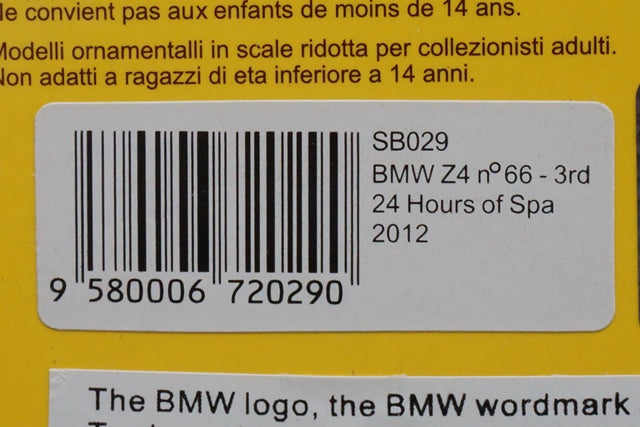 Ne convient pas aux enfants de moins de 14 ans.
Modelli ornamentalli in scale ridotta per collezionisti adulti.
Non adatti a ragazzi di eta inferiore a 14 anni.
SB029
BMW Z4 nº66 - 3rd
24 Hours of Spa
2012
9 580006 720290
The BMW logo, the BMW wordmark